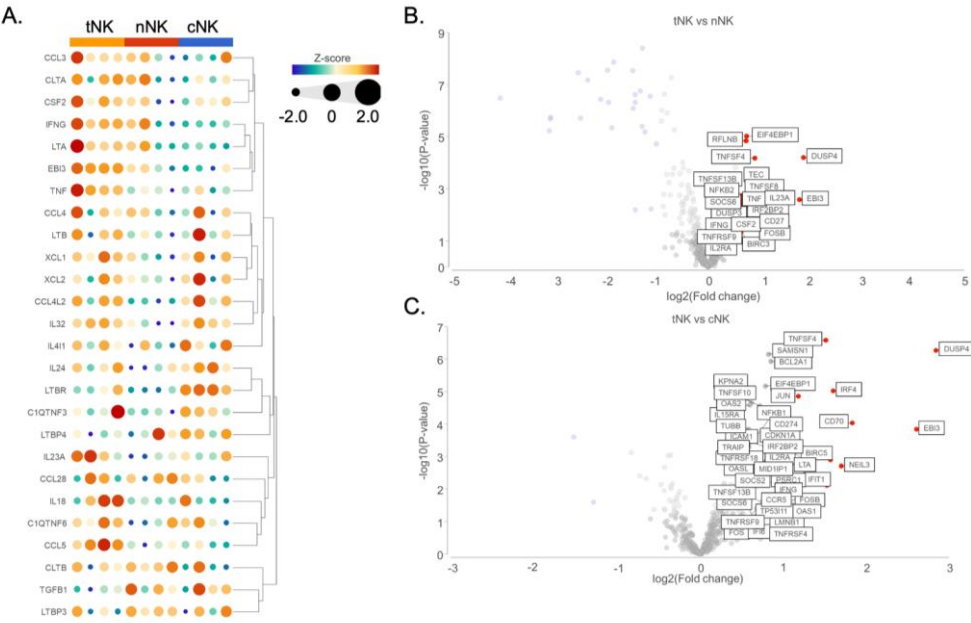 A.
tNK nNK cNK
CCL3
CLTA
CSF2
IFNG
LTA
EBI3
TNF
CCL4
LTB
XCL1
XCL2
CCL4L2
IL32
IL4I1
IL24
LTBR
C1QTNF3
LTBP4
IL23A
CCL28
IL18
C1QTNF6
CCL5
CLTB
TGFB1
LTBP3
Z-score
-2.0 0 2.0
B.
tNK vs nNK
-log10(P-value)
9
7
5
3
1
0
RFLNB EIF4EBP1
TNFSF4 DUSP4
TNFSF13B TEC
NFKB2 TNFSF8
SOCS6 TNF IL23A EBI3
DUSP3 IRF2BP2
IFNG CSF2 CD27
TNFRSF9 FOSB
IL2RA BIRC3
-5 -4 -3 -2 -1 0 1 2 3 4 5
log2(Fold change)
C.
tNK vs cNK
-log10(P-value)
7
6
5
4
3
2
1
0
TNFSF4
SAMSN1 DUSP4
BCL2A1
KPNA2 EIF4EBP1
TNFSF10 JUN IRF4
OAS2
IL15RA NFKB1
TUBB CD274 CD70
ICAM1 CDKN1A EBI3
TRAIP IRF2BP2
TNFRSF18 IL2RA BIRC5
OASL MID1IP1 LTA NEIL3
SOCS2 PSRC1 IFIT1
TNFSF13B IFNG
SOCS6 CCR5 FOSB
TP53I11 OAS1
TNFRSF9 LMNB1
FOS IFI6 TNFRSF4
-3 -2 -1 0 1 2 3
log2(Fold change)